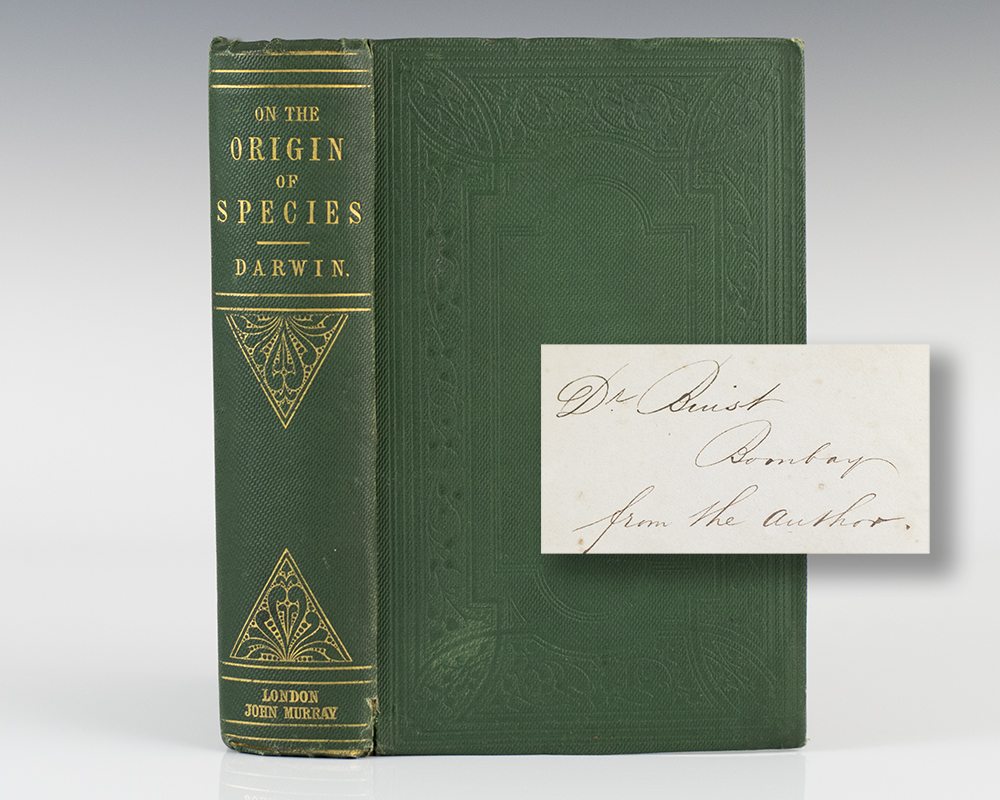 ON THE
ORIGIN
OF
SPECIES
DARWIN.
LONDON
JOHN MURRAY
Dr Buist
Bombay
from the author.